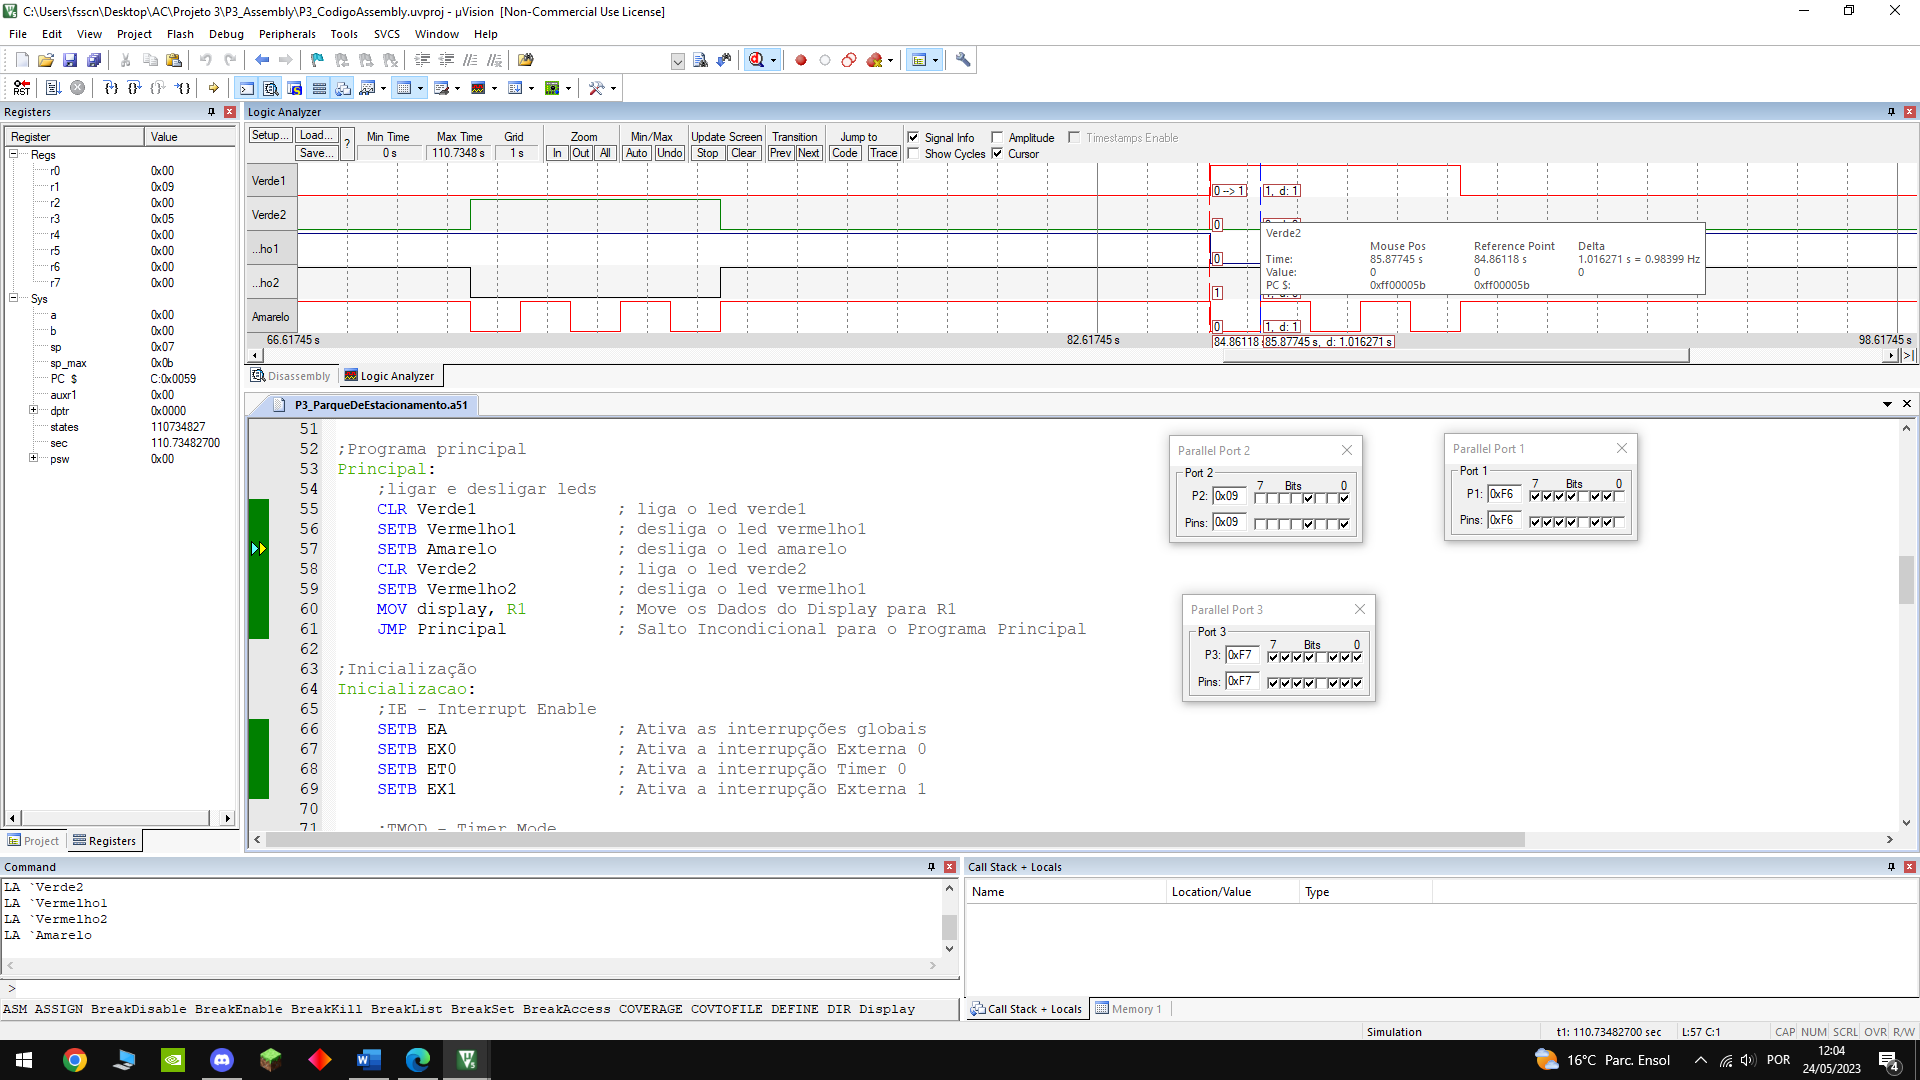 C:\Users\fsscn\Desktop\AC\Projeto 3\P3_Assembly\P3_CodigoAssembly.uvproj - µVision  [Non-Commercial Use License]
File Edit View Project Flash Debug Peripherals Tools SVCS Window Help
RST
Registers
Register Value
Regs
r0 0x00
r1 0x09
r2 0x00
r3 0x05
r4 0x00
r5 0x00
r6 0x00
r7 0x00
Sys
a 0x00
b 0x00
sp 0x07
sp_max 0x0b
PC $ C:0x0059
auxr1 0x00
dptr 0x0000
states 110734827
sec 110.73482700
psw 0x00
Project Registers
Logic Analyzer
Setup... Load... ? Min Time Max Time Grid Zoom Min/Max Update Screen Transition Jump to Signal Info Amplitude Timestamps Enable
Save... 0 s 110.7348 s 1 s In Out All Auto Undo Stop Clear Prev Next Code Trace Show Cycles Cursor
Verde1
0 --> 1 1, d: 1
Verde2
0
...ho1
0
...ho2
1
Amarelo
0 1, d: 1
Verde2
Mouse Pos Reference Point Delta
Time: 85.87745 s 84.86118 s 1.016271 s = 0.98399 Hz
Value: 0 0 0
PC $: 0xff00005b 0xff00005b
66.61745 s 82.61745 s 84.86118 85.87745 s, d: 1.016271 s 98.61745 s
Disassembly Logic Analyzer
P3_ParqueDeEstacionamento.a51
51
52 ;Programa principal
53 Principal:
54 ;ligar e desligar leds
55 CLR Verde1 ; liga o led verde1
56 SETB Vermelho1 ; desliga o led vermelho1
57 SETB Amarelo ; desliga o led amarelo
58 CLR Verde2 ; liga o led verde2
59 SETB Vermelho2 ; desliga o led vermelho1
60 MOV display, R1 ; Move os Dados do Display para R1
61 JMP Principal ; Salto Incondicional para o Programa Principal
62
63 ;Inicialização
64 Inicializacao:
65 ;IE - Interrupt Enable
66 SETB EA ; Ativa as interrupções globais
67 SETB EX0 ; Ativa a interrupção Externa 0
68 SETB ET0 ; Ativa a interrupção Timer 0
69 SETB EX1 ; Ativa a interrupção Externa 1
70
71 ;TMOD - Timer Mode
Parallel Port 2
Port 2
7 Bits 0
P2: 0x09
Pins: 0x09
Parallel Port 1
Port 1
7 Bits 0
P1: 0xF6
Pins: 0xF6
Parallel Port 3
Port 3
7 Bits 0
P3: 0xF7
Pins: 0xF7
Command
LA `Verde2
LA `Vermelho1
LA `Vermelho2
LA `Amarelo
>
ASM ASSIGN BreakDisable BreakEnable BreakKill BreakList BreakSet BreakAccess COVERAGE COVTOFILE DEFINE DIR Display
Call Stack + Locals
Name Location/Value Type
Call Stack + Locals Memory 1
Simulation t1: 110.73482700 sec L:57 C:1 CAP NUM SCRL OVR R/W
16°C Parc. Ensol POR
12:04
24/05/2023
4